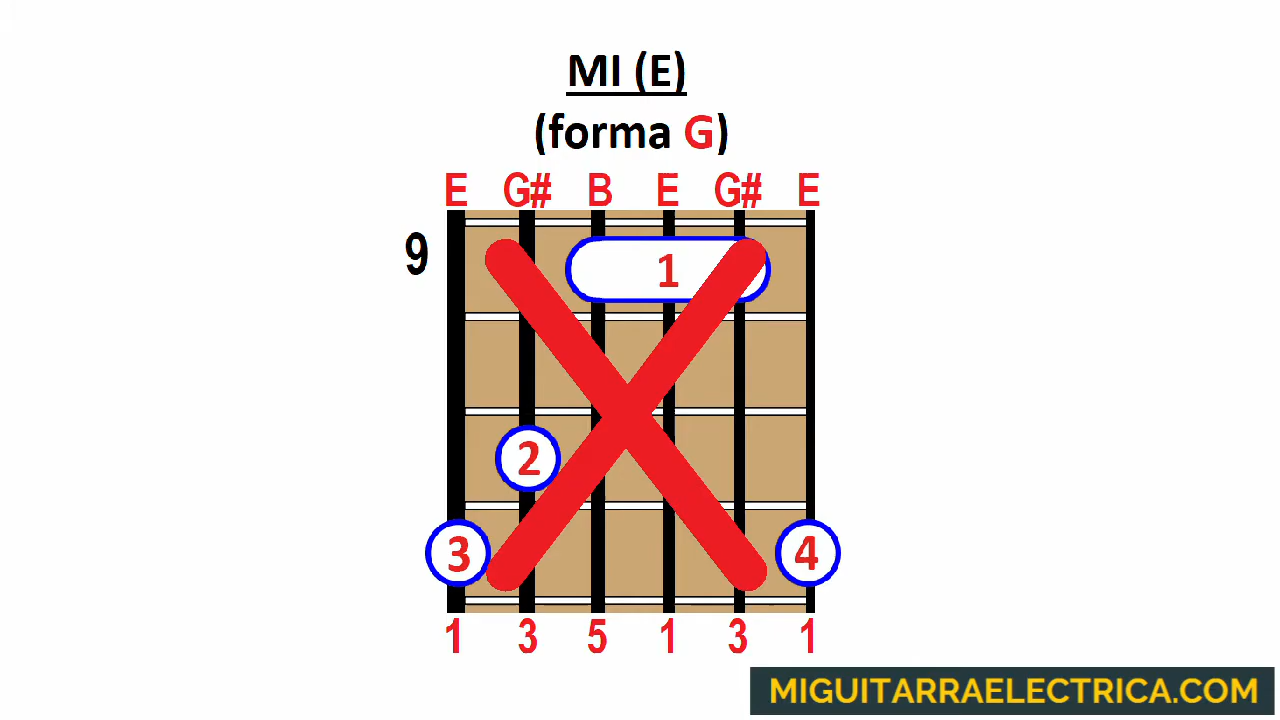 MI (E)
(forma G)
E G# B E G# E
9
1
2
3 4
1 3 5 1 3 1
MIGUITARRAELECTRICA.COM